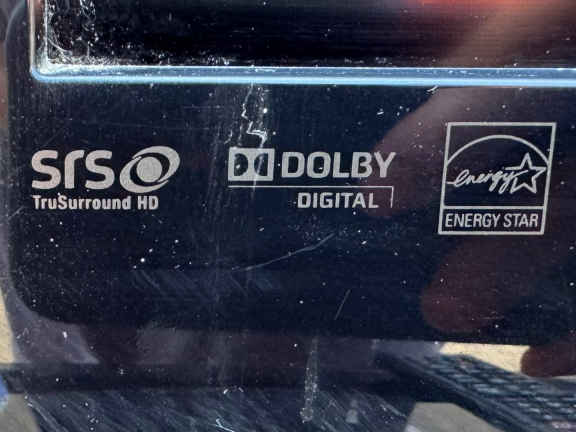 SRS
TruSurround HD
DOLBY
DIGITAL
energy
ENERGY STAR